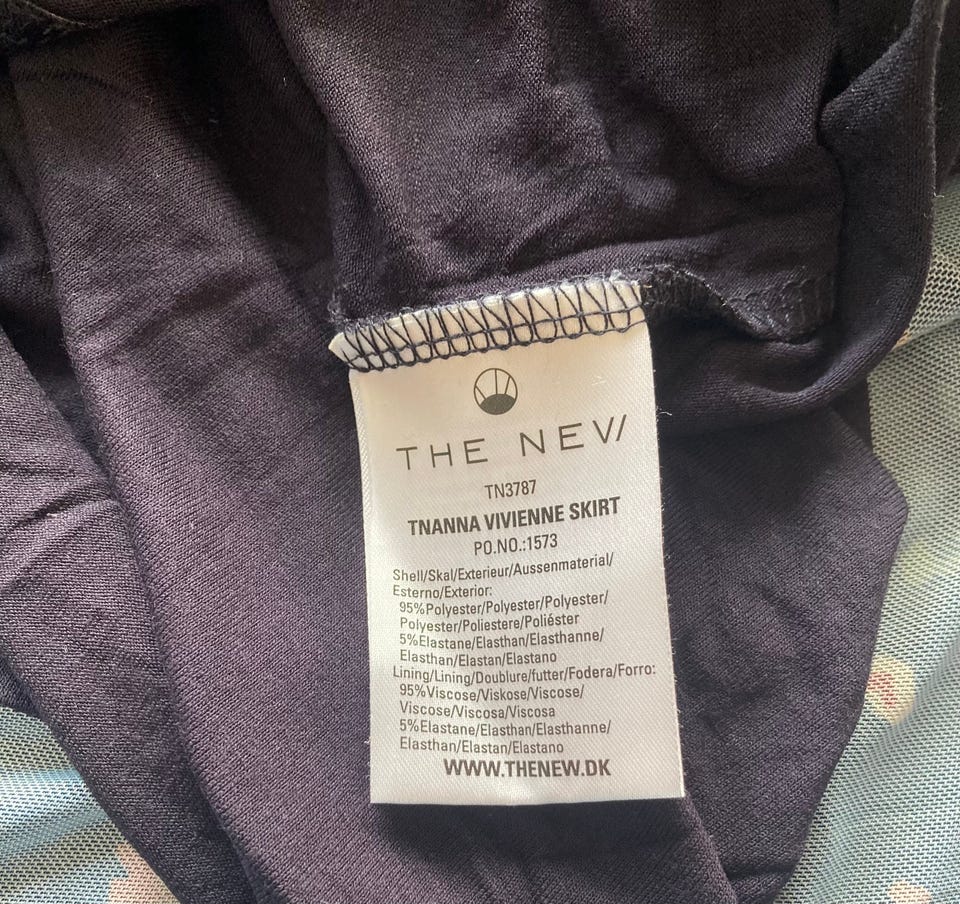 THE NEW
TN3787
TNANNA VIVIENNE SKIRT
PO.NO.:1573
Shell/Skal/Exterieur/Aussenmaterial/
Esterno/Exterior:
95%Polyester/Polyester/Polyester/
Polyester/Poliestere/Poliéster
5%Elastane/Elasthan/Elasthanne/
Elasthan/Elastan/Elastano
Lining/Lining/Doublure/futter/Fodera/Forro:
95%Viscose/Viskose/Viscose/
Viscose/Viscosa/Viscosa
5%Elastane/Elasthan/Elasthanne/
Elasthan/Elastan/Elastano
WWW.THENEW.DK